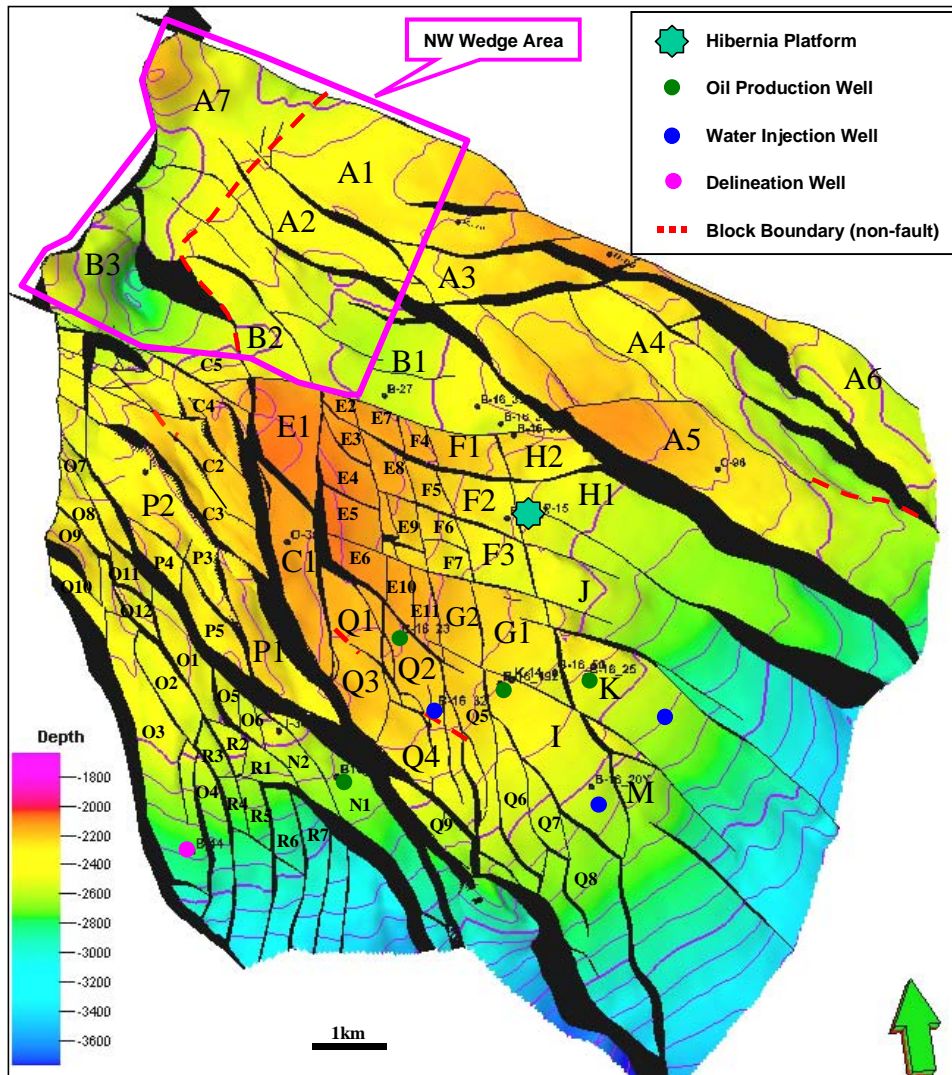 NW Wedge Area
Hibernia Platform
Oil Production Well
Water Injection Well
Delineation Well
Block Boundary (non-fault)
A7
A1
A2
A3
B3
A4
B2
B1
A6
C5
B-27
C4
E1
E2
E7
E3
F4
F1
H2
A5
O7
P2
C2
E8
E4
F5
F2
H1
C-96
O8
C3
E5
E9
F6
O9
C1
P4
P3
E6
F7
F3
O10
O11
E10
J
O12
E11
G2
P5
Q1
G1
P1
Q2
O1
Q3
K
B-16_25
O2
O5
Q5
O6
I
O3
R2
Q4
R3
N2
R1
M
O4
N1
R4
R5
Q6
Q7
Q9
R6
R7
Q8
Depth
-1800
-2000
-2200
-2400
-2600
-2800
-3000
-3200
-3400
-3600
1km